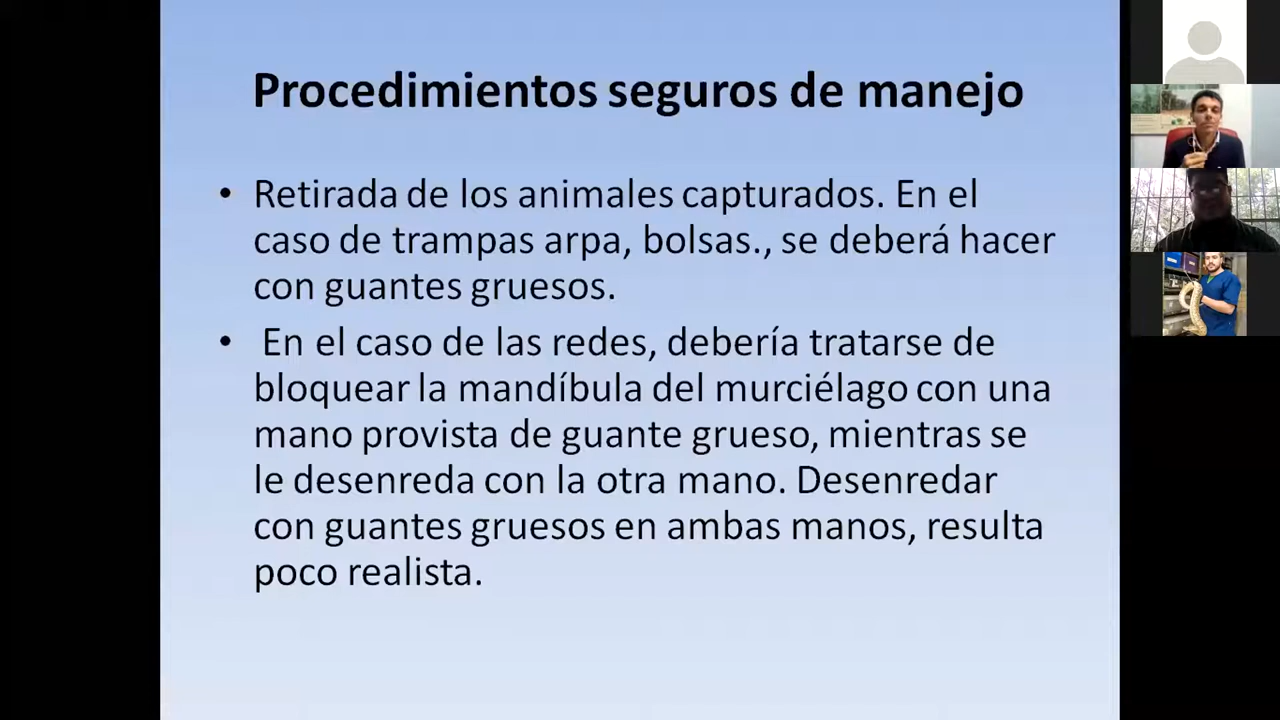 Procedimientos seguros de manejo
• Retirada de los animales capturados. En el
caso de trampas arpa, bolsas., se deberá hacer
con guantes gruesos.
• En el caso de las redes, debería tratarse de
bloquear la mandíbula del murciélago con una
mano provista de guante grueso, mientras se
le desenreda con la otra mano. Desenredar
con guantes gruesos en ambas manos, resulta
poco realista.